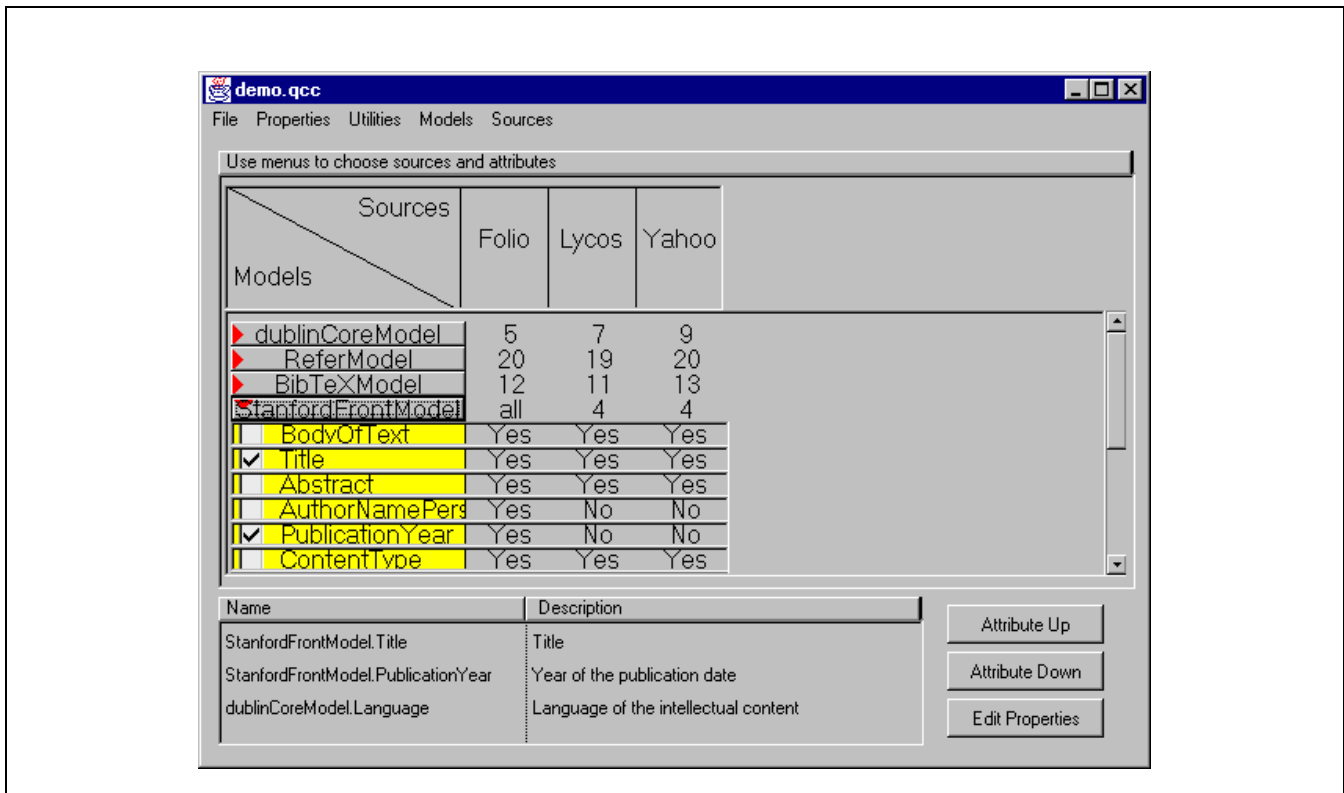 demo.qcc
File Properties Utilities Models Sources
Use menus to choose sources and attributes
Sources
Models
Folio Lycos Yahoo
dublinCoreModel 5 7 9
ReferModel 20 19 20
BibTeXModel 12 11 13
StanfordFrontModel all 4 4
BodyOfText Yes Yes Yes
Title Yes Yes Yes
Abstract Yes Yes Yes
AuthorNamePers Yes No No
PublicationYear Yes No No
ContentType Yes Yes Yes
Name Description
StanfordFrontModel.Title Title
StanfordFrontModel.PublicationYear Year of the publication date
dublinCoreModel.Language Language of the intellectual content
Attribute Up
Attribute Down
Edit Properties